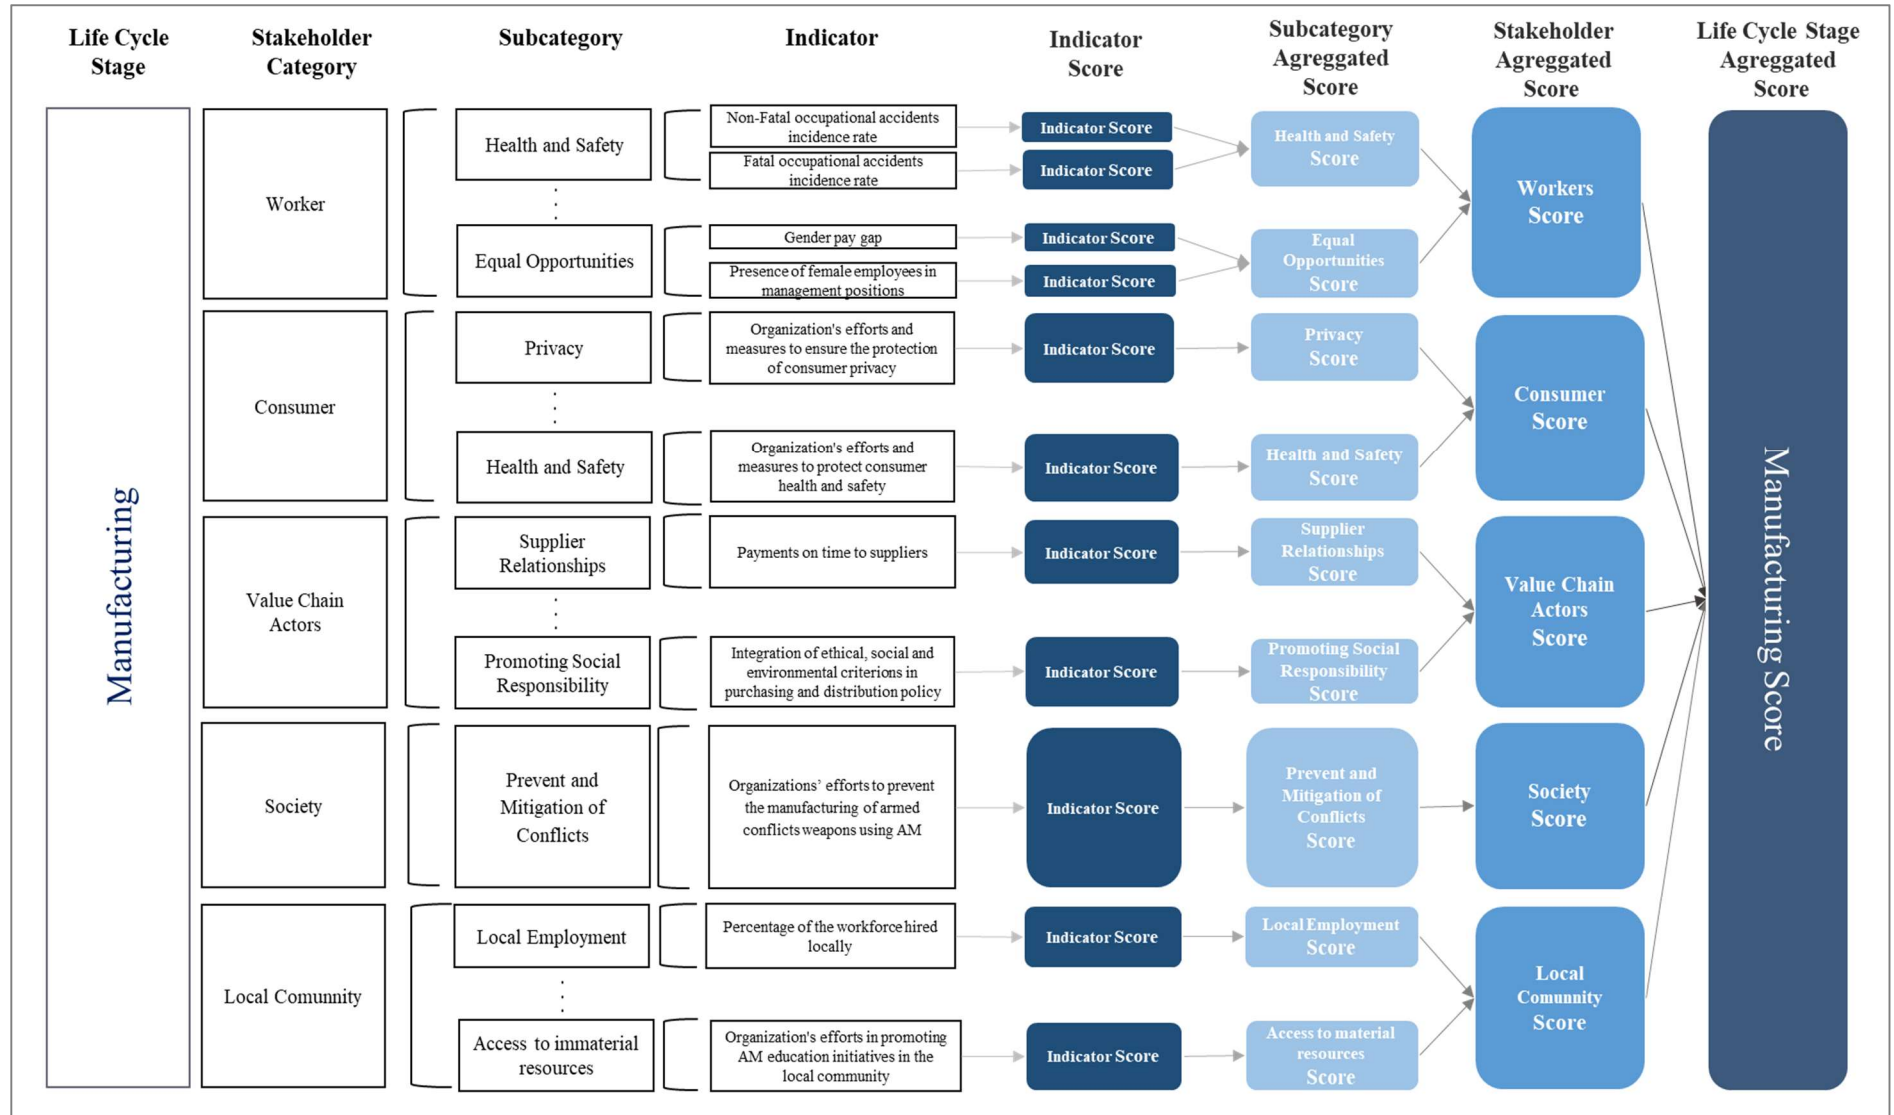 Life Cycle
Stage
Stakeholder
Category
Subcategory
Indicator
Indicator
Score
Subcategory
Agreggated
Score
Stakeholder
Agreggated
Score
Life Cycle Stage
Agreggated
Score
Manufacturing
Worker
Health and Safety
Non-Fatal occupational accidents
incidence rate
Indicator Score
Fatal occupational accidents
incidence rate
Indicator Score
Health and Safety
Score
Equal Opportunities
Gender pay gap
Indicator Score
Presence of female employees in
management positions
Indicator Score
Equal
Opportunities
Score
Workers
Score
Consumer
Privacy
Organization's efforts and
measures to ensure the protection
of consumer privacy
Indicator Score
Privacy
Score
Health and Safety
Organization's efforts and
measures to protect consumer
health and safety
Indicator Score
Health and Safety
Score
Consumer
Score
Value Chain
Actors
Supplier
Relationships
Payments on time to suppliers
Indicator Score
Supplier
Relationships
Score
Promoting Social
Responsibility
Integration of ethical, social and
environmental criterions in
purchasing and distribution policy
Indicator Score
Promoting Social
Responsibility
Score
Value Chain
Actors
Score
Society
Prevent and
Mitigation of
Conflicts
Organizations’ efforts to prevent
the manufacturing of armed
conflicts weapons using AM
Indicator Score
Prevent and
Mitigation of
Conflicts
Score
Society
Score
Local Comunnity
Local Employment
Percentage of the workforce hired
locally
Indicator Score
Local Employment
Score
Access to immaterial
resources
Organization's efforts in promoting
AM education initiatives in the
local community
Indicator Score
Access to material
resources
Score
Local
Comunnity
Score
Manufacturing Score